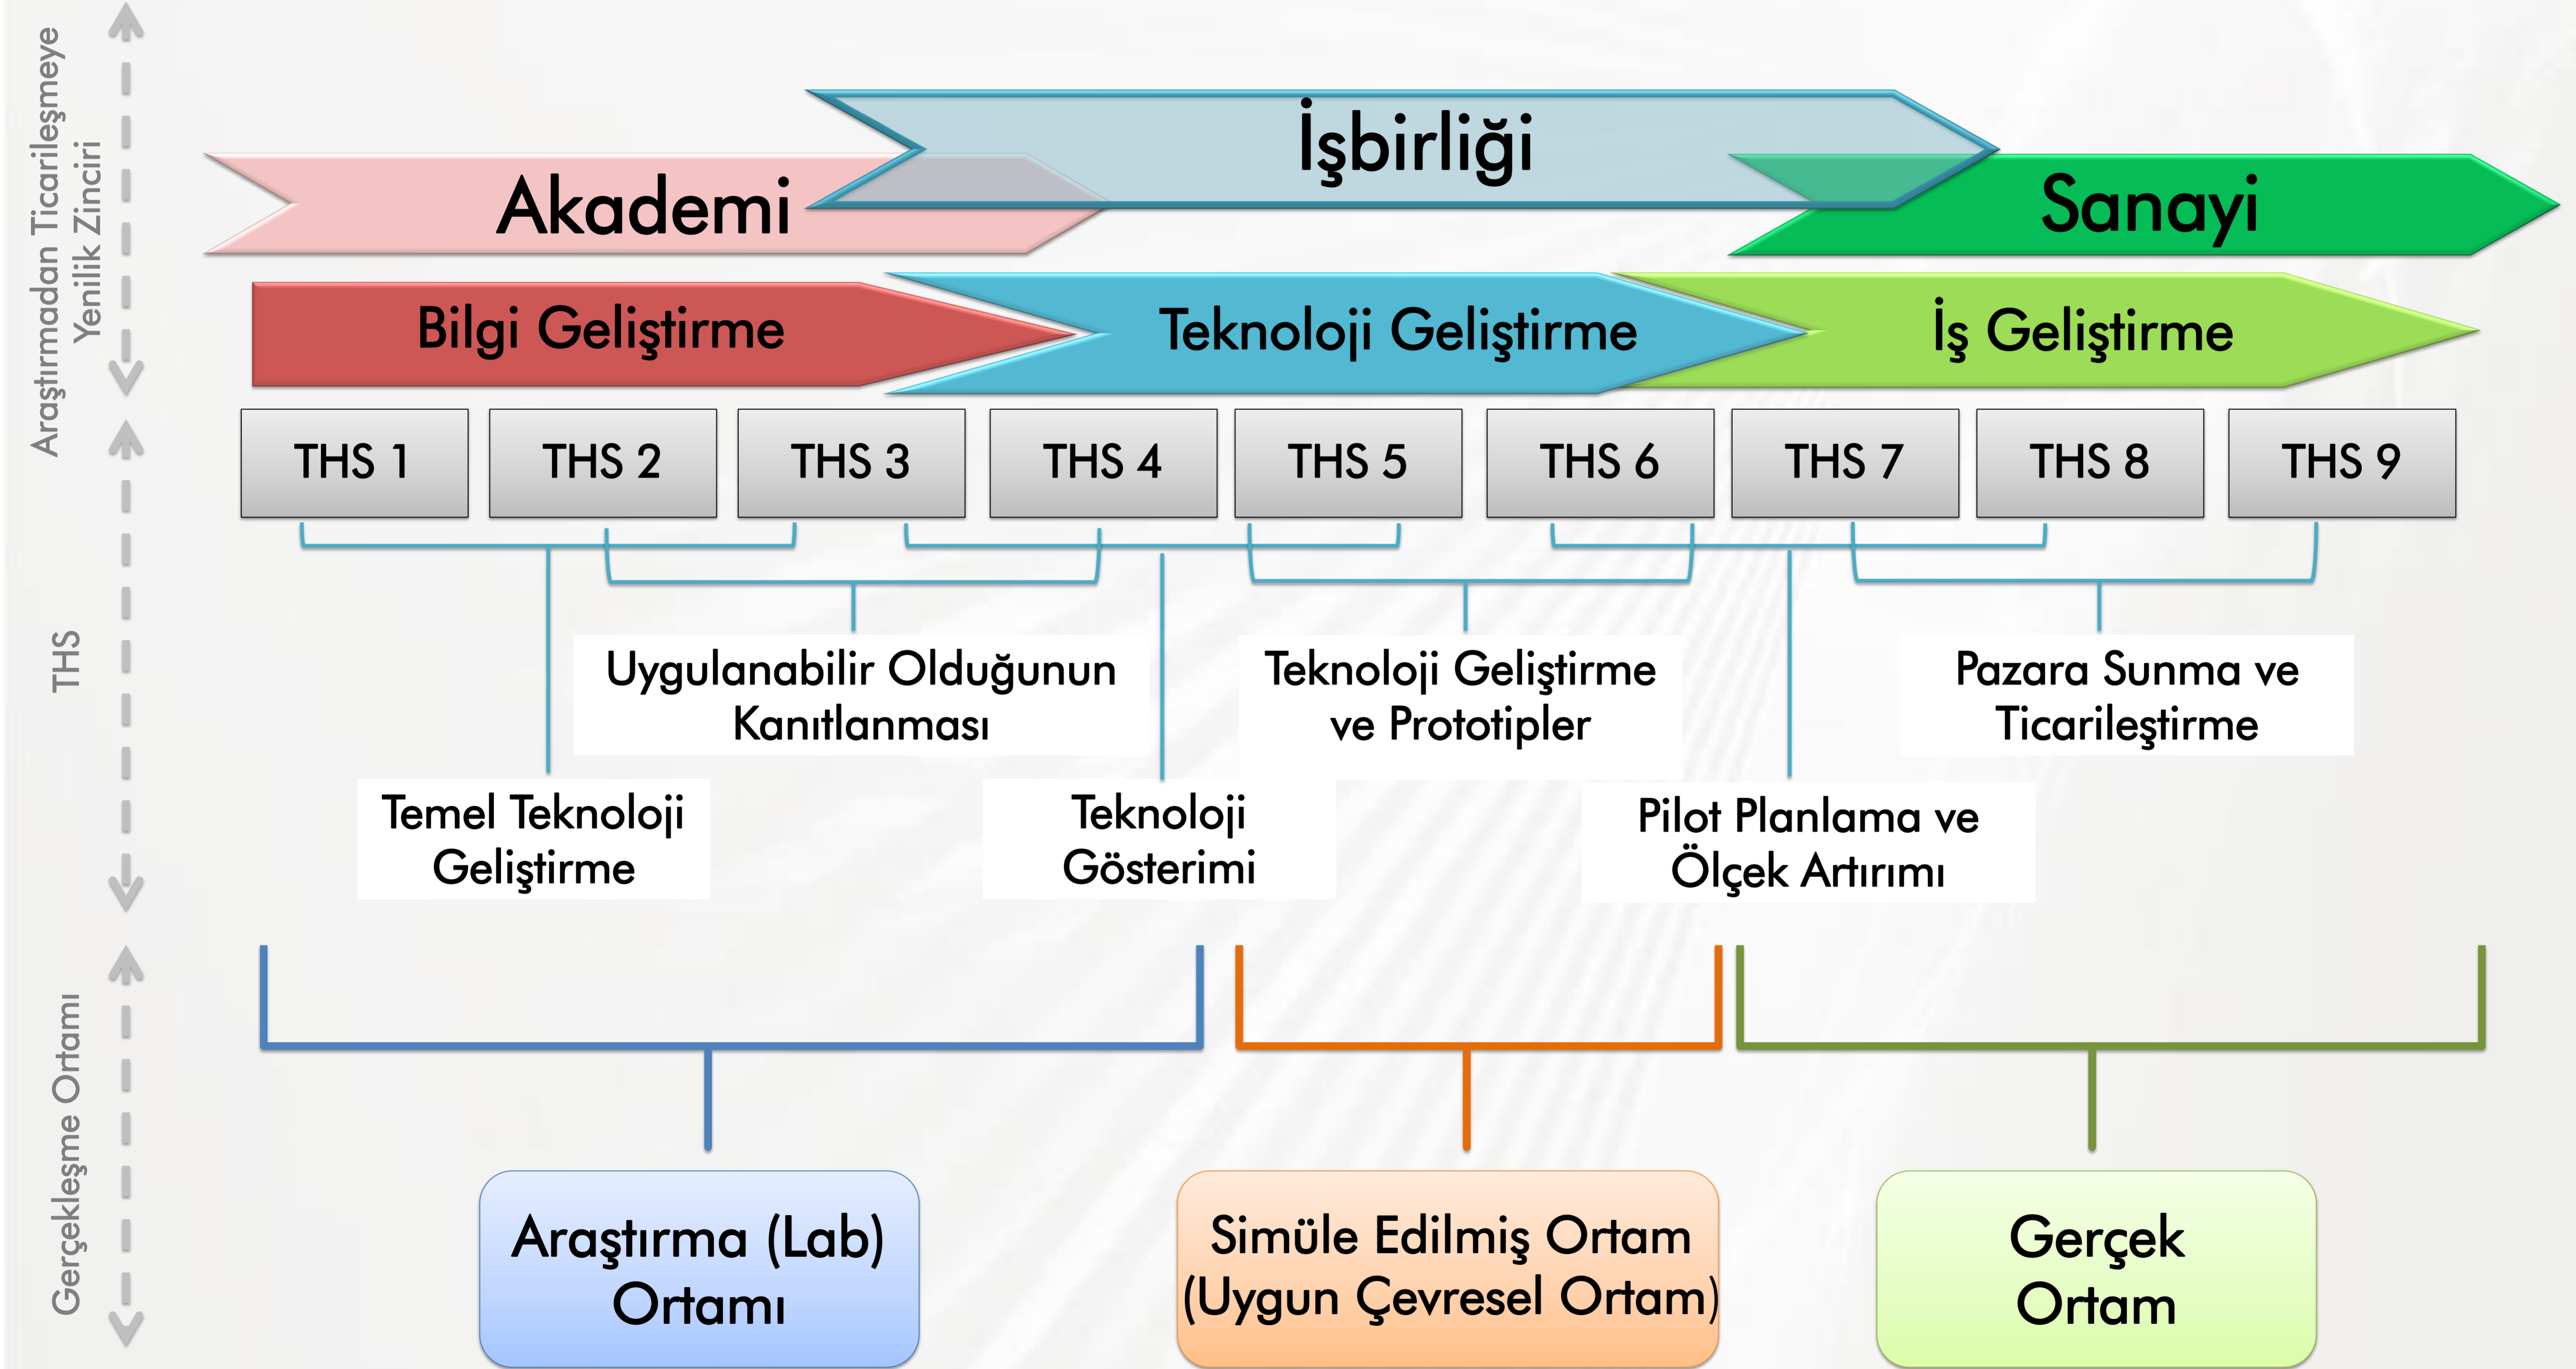 Araştırmadan Ticarileşmeye
Yenilik Zinciri
İşbirliği
Akademi
Sanayi
Bilgi Geliştirme
Teknoloji Geliştirme
İş Geliştirme
THS
THS 1
THS 2
THS 3
THS 4
THS 5
THS 6
THS 7
THS 8
THS 9
Uygulanabilir Olduğunun
Kanıtlanması
Teknoloji Geliştirme
ve Prototipler
Pazara Sunma ve
Ticarileştirme
Temel Teknoloji
Geliştirme
Teknoloji
Gösterimi
Pilot Planlama ve
Ölçek Artırımı
Gerçekleşme Ortamı
Araştırma (Lab)
Ortamı
Simüle Edilmiş Ortam
(Uygun Çevresel Ortam)
Gerçek
Ortam